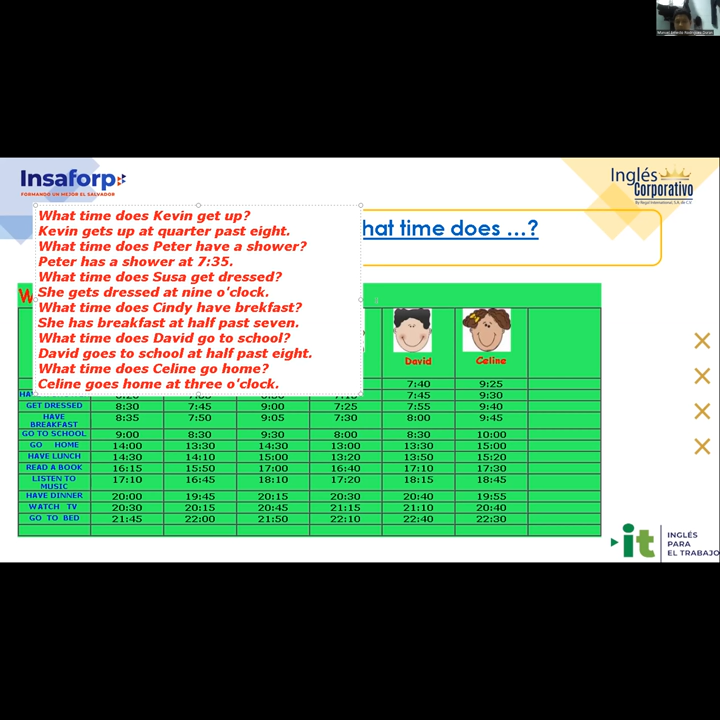 Insaforp
FORMANDO UN MEJOR EL SALVADOR
Inglés
Corporativo
hat time does ...?
What time does Kevin get up?
Kevin gets up at quarter past eight.
What time does Peter have a shower?
Peter has a shower at 7:35.
What time does Susa get dressed?
She gets dressed at nine o'clock.
What time does Cindy have brekfast?
She has breakfast at half past seven.
What time does David go to school?
David goes to school at half past eight.
What time does Celine go home?
Celine goes home at three o'clock.
W
David Celine
7:40 9:25
7:45 9:30
GET DRESSED 8:30 7:45 9:00 7:25 7:55 9:40
HAVE BREAKFAST 8:35 7:50 9:05 7:30 8:00 9:45
GO TO SCHOOL 9:00 8:30 9:30 8:00 8:30 10:00
GO HOME 14:00 13:30 14:30 13:00 13:30 15:00
HAVE LUNCH 14:30 14:10 15:00 13:20 13:50 15:20
READ A BOOK 16:15 15:50 17:00 16:40 17:10 17:30
LISTEN TO MUSIC 17:10 16:45 18:10 17:20 18:15 18:45
HAVE DINNER 20:00 19:45 20:15 20:30 20:40 19:55
WATCH TV 20:30 20:15 20:45 21:15 21:10 20:40
GO TO BED 21:45 22:00 21:50 22:10 22:40 22:30
it
INGLÉS
PARA
EL TRABAJO